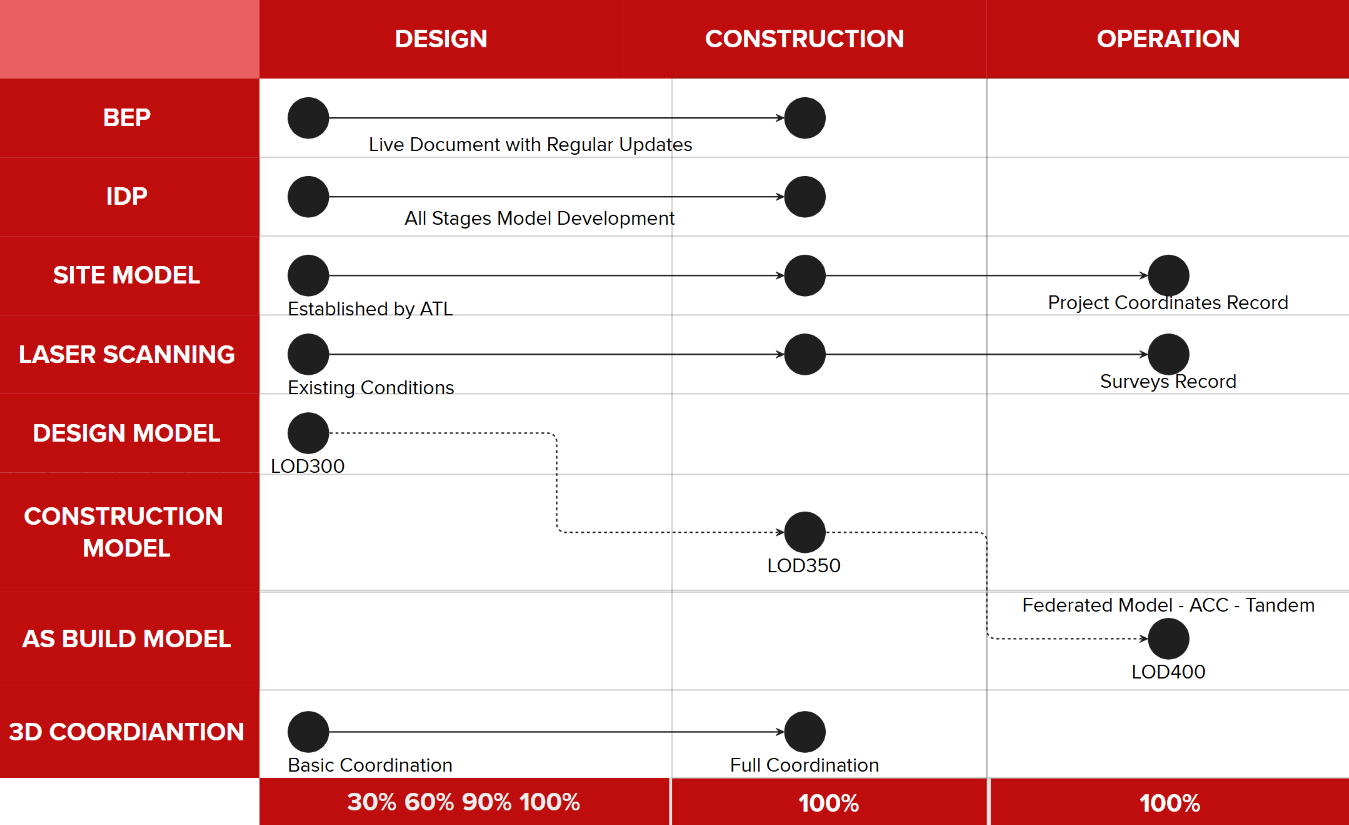 DESIGN
CONSTRUCTION
OPERATION
BEP
Live Document with Regular Updates
IDP
All Stages Model Development
SITE MODEL
Established by ATL
Project Coordinates Record
LASER SCANNING
Existing Conditions
Surveys Record
DESIGN MODEL
LOD300
CONSTRUCTION
MODEL
LOD350
AS BUILD MODEL
Federated Model - ACC - Tandem
LOD400
3D COORDIANTION
Basic Coordination
Full Coordination
30% 60% 90% 100%
100%
100%